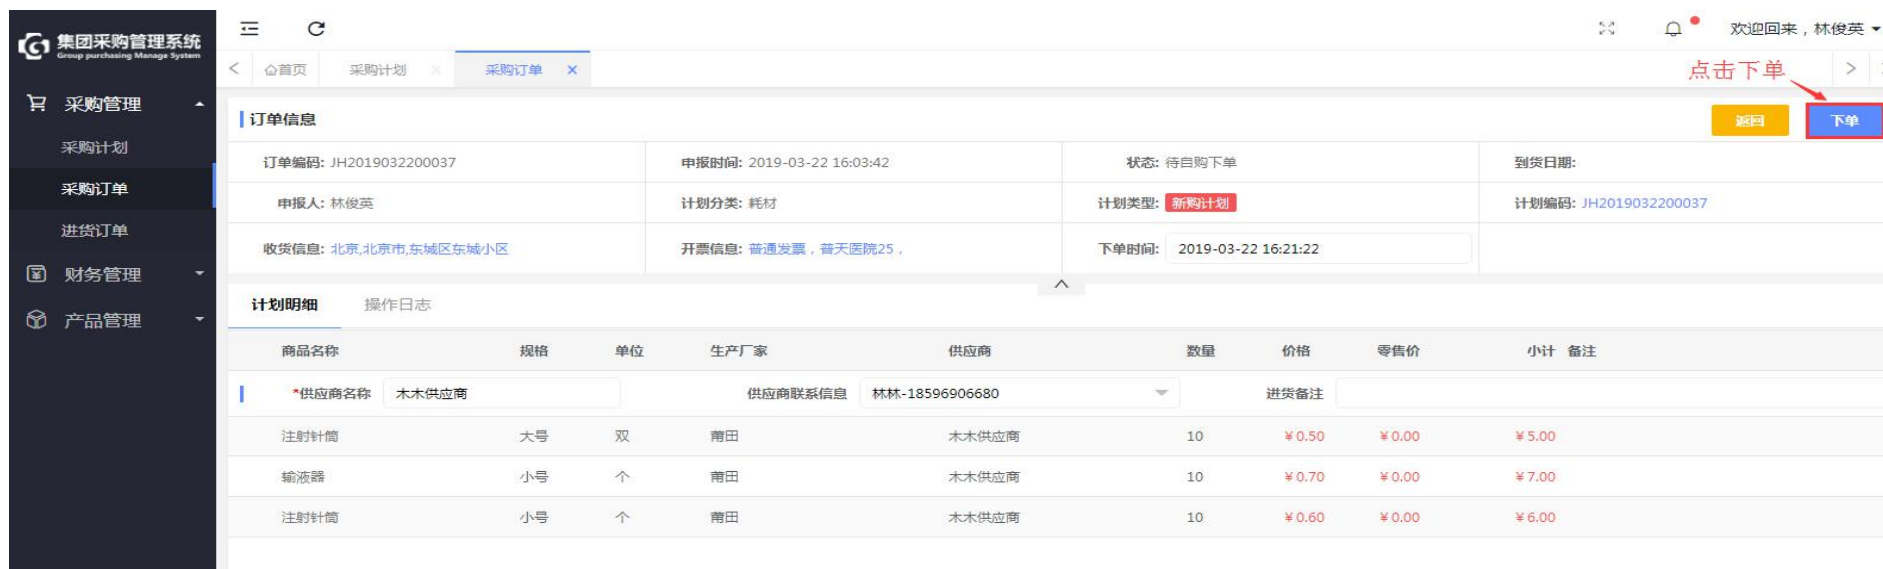 集团采购管理系统
Group purchasing Manage System
欢迎回来，林俊英
首页 采购计划 × 采购订单 ×
点击下单
采购管理
采购计划
采购订单
进货订单
财务管理
产品管理
订单信息
返回 下单
订单编码: JH2019032200037 申报时间: 2019-03-22 16:03:42 状态: 待自购下单 到货日期:
申报人: 林俊英 计划分类: 耗材 计划类型: 新购计划 计划编码: JH2019032200037
收货信息: 北京,北京市,东城区东城小区 开票信息: 普通发票，普天医院25， 下单时间: 2019-03-22 16:21:22
计划明细 操作日志
商品名称 规格 单位 生产厂家 供应商 数量 价格 零售价 小计 备注
*供应商名称 木木供应商 供应商联系信息 林林-18596906680 进货备注
注射针筒 大号 双 莆田 木木供应商 10 ￥0.50 ￥0.00 ￥5.00
输液器 小号 个 莆田 木木供应商 10 ￥0.70 ￥0.00 ￥7.00
注射针筒 小号 个 莆田 木木供应商 10 ￥0.60 ￥0.00 ￥6.00